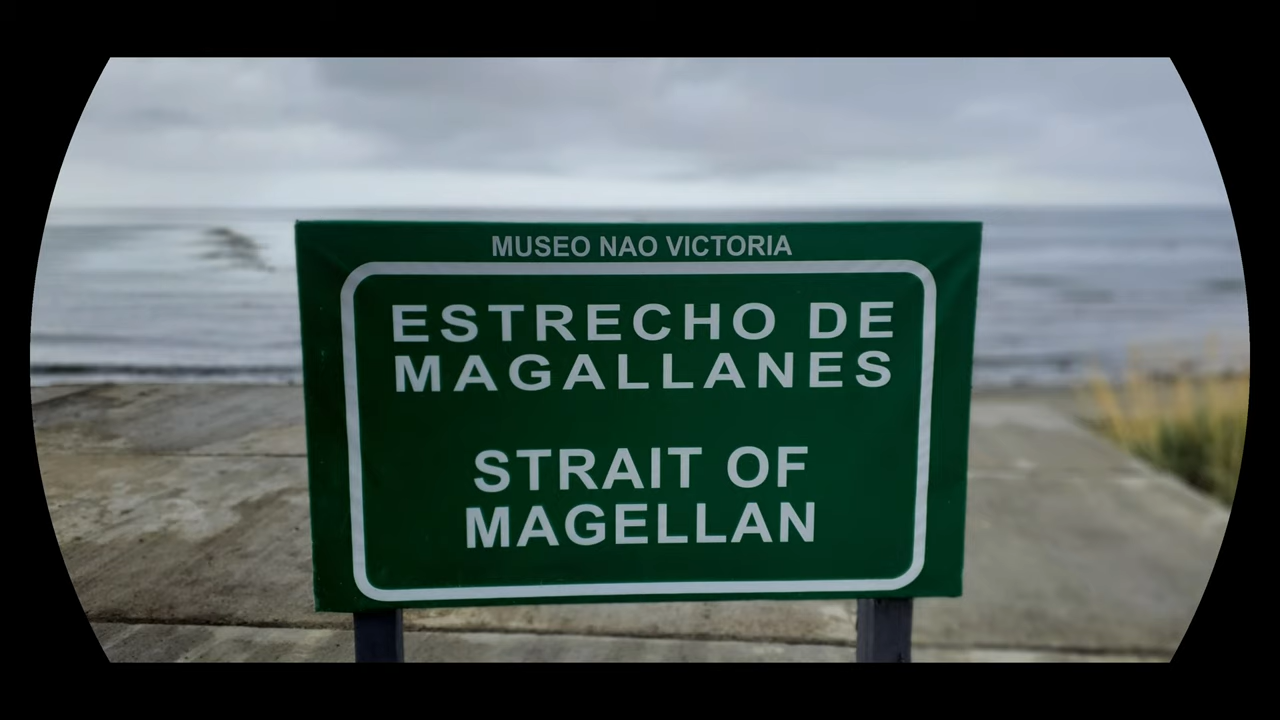 MUSEO NAO VICTORIA
ESTRECHO DE
MAGALLANES
STRAIT OF
MAGELLAN